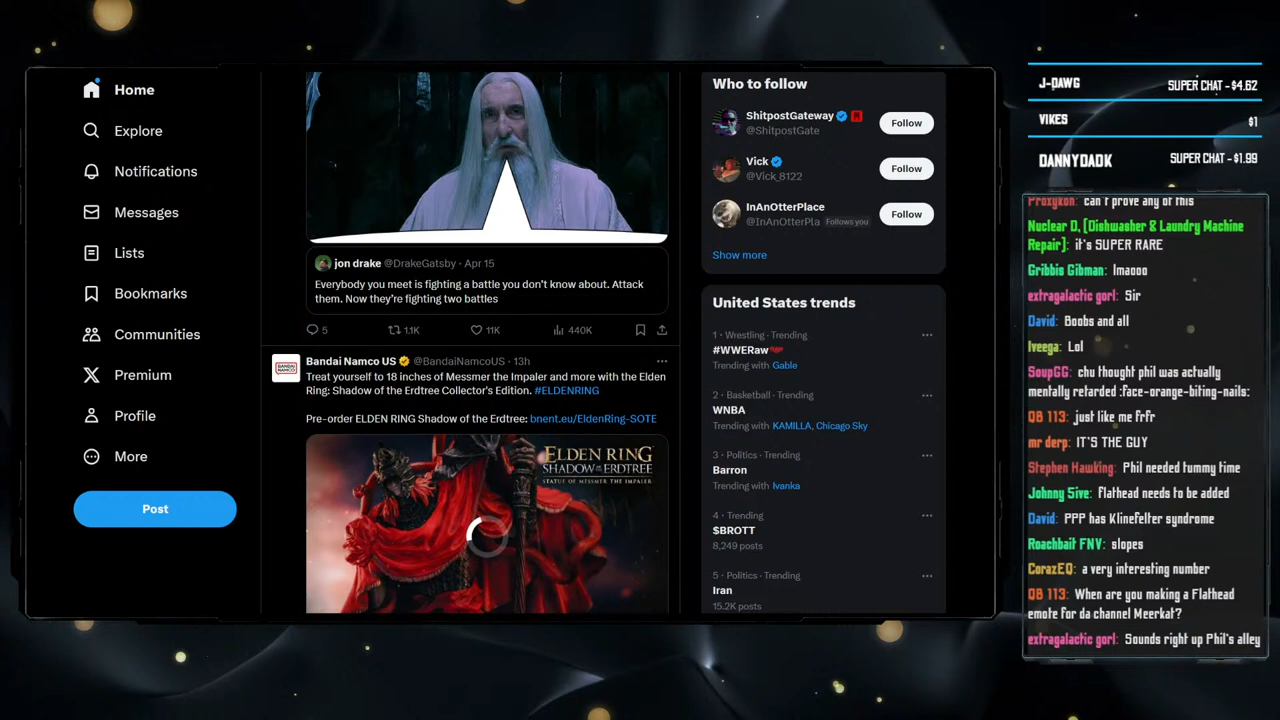 Home
Explore
Notifications
Messages
Lists
Bookmarks
Communities
Premium
Profile
More
Post
jon drake @DrakeGatsby · Apr 15
Everybody you meet is fighting a battle you don't know about. Attack
them. Now they're fighting two battles
5
1.1K
11K
440K
Bandai Namco US @BandaiNamcoUS · 13h
Treat yourself to 18 inches of Messmer the Impaler and more with the Elden
Ring: Shadow of the Erdtree Collector's Edition. #ELDENRING
Pre-order ELDEN RING Shadow of the Erdtree: bnent.eu/EldenRing-SOTE
ELDEN RING
SHADOW OF THE ERDTREE
STATUE OF MESSMER THE IMPALER
Who to follow
ShitpostGateway
@ShitpostGate
Follow
Vick
@Vick_8122
Follow
InAnOtterPlace
@InAnOtterPla Follows you
Follow
Show more
United States trends
1 · Wrestling · Trending
#WWERaw
Trending with Gable
2 · Basketball · Trending
WNBA
Trending with KAMILLA, Chicago Sky
3 · Politics · Trending
Barron
Trending with Ivanka
4 · Trending
$BROTT
8,249 posts
5 · Politics · Trending
Iran
15.2K posts
J-DAWG SUPER CHAT - $4.62
VIKES $1
DANNYDADK SUPER CHAT - $1.99
Proxykon: can't prove any of this
Nuclear D, [Dishwasher & Laundry Machine
Repair]: it's SUPER RARE
Gribbis Gibman: lmaooo
extragalactic gorl: Sir
David: Boobs and all
Iveega: Lol
SoupGG: chu thought phil was actually
mentally retarded :face-orange-biting-nails:
QB 113: just like me frfr
mr derp: IT'S THE GUY
Stephen Hawking: Phil needed tummy time
Johnny 5ive: flathead needs to be added
David: PPP has Klinefelter syndrome
Roachbait FNV: slopes
CorazEQ: a very interesting number
QB 113: When are you making a Flathead
emote for da channel Meerkat?
extragalactic gorl: Sounds right up Phil's alley